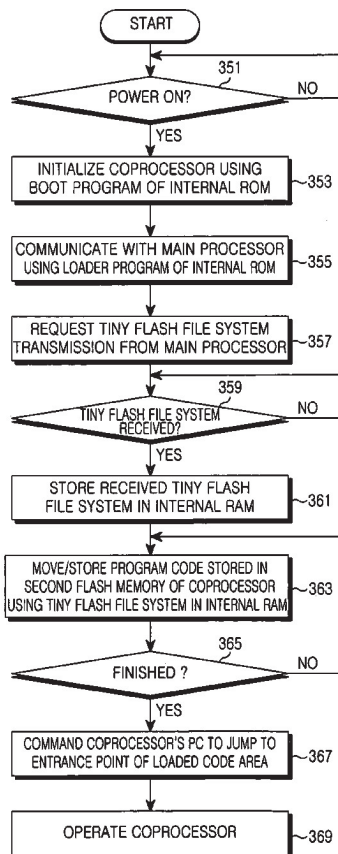 START
351
POWER ON?
NO
YES
INITIALIZE COPROCESSOR USING
BOOT PROGRAM OF INTERNAL ROM
353
COMMUNICATE WITH MAIN PROCESSOR
USING LOADER PROGRAM OF INTERNAL ROM
355
REQUEST TINY FLASH FILE SYSTEM
TRANSMISSION FROM MAIN PROCESSOR
357
359
TINY FLASH FILE SYSTEM
RECEIVED?
NO
YES
STORE RECEIVED TINY FLASH
FILE SYSTEM IN INTERNAL RAM
361
MOVE/STORE PROGRAM CODE STORED IN
SECOND FLASH MEMORY OF COPROCESSOR
USING TINY FLASH FILE SYSTEM IN INTERNAL RAM
363
365
FINISHED ?
NO
YES
COMMAND COPROCESSOR'S PC TO JUMP TO
ENTRANCE POINT OF LOADED CODE AREA
367
OPERATE COPROCESSOR
369